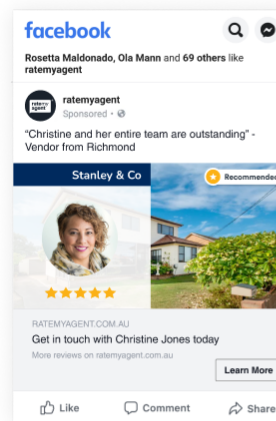 facebook
Rosetta Maldonado, Ola Mann and 69 others like
ratemyagent
ratemyagent
Sponsored ·
"Christine and her entire team are outstanding" -
Vendor from Richmond
Stanley & Co
Recommended
RATEMYAGENT.COM.AU
Get in touch with Christine Jones today
More reviews on ratemyagent.com.au
Learn More
Like
Comment
Share